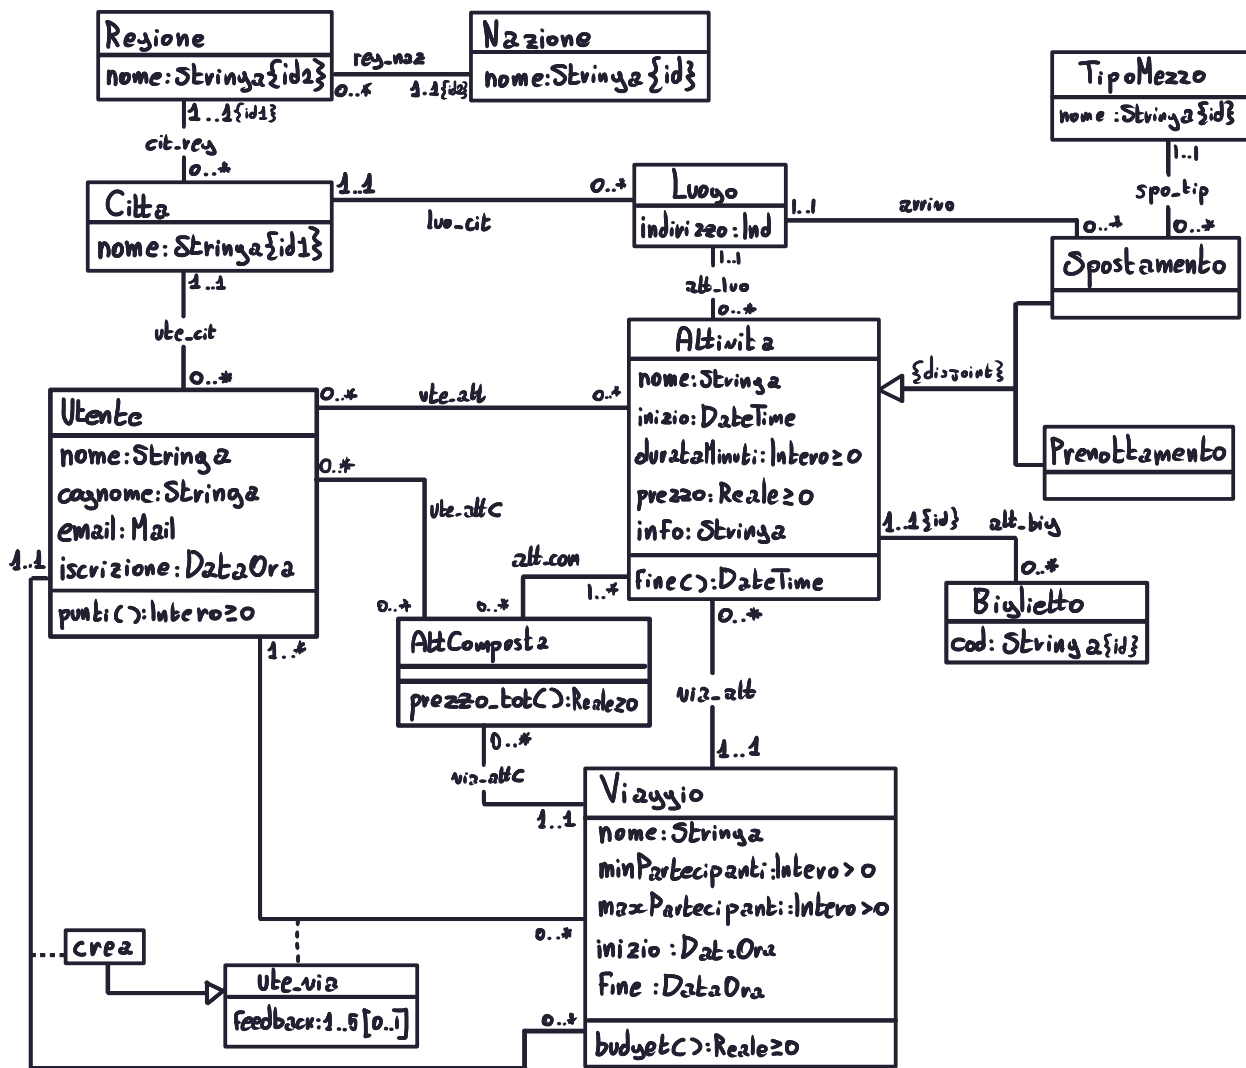 Regione
nome:Stringa{id1}
reg_naz
0..*
1..1{id2}
Nazione
nome:Stringa{id}
TipoMezzo
nome:Stringa{id}
1..1
spo_tip
0..*
1..1{id1}
cit_reg
0..*
Citta
nome:Stringa{id1}
1..1
luo_cit
0..*
Luogo
indirizzo:Ind
1..1
arrivo
0..*
Spostamento
1..1
att_luo
0..*
1..1
ute_cit
0..*
Attivita
nome:Stringa
inizio:DateTime
durataMinuti:Intero≥0
prezzo:Reale≥0
info:Stringa
fine():DateTime
{disjoint}
Prenottamento
Utente
nome:Stringa
cognome:Stringa
email:Mail
iscrizione:DataOra
punti():Intero≥0
0..*
ute_att
0..*
0..*
ute_attC
0..*
att_com
1..*
0..*
1..1{id}
att_big
0..*
Biglietto
cod:Stringa{id}
1..1
1..*
AttComposta
prezzo_tot():Reale≥0
0..*
via_attC
1..1
0..*
via_att
1..1
Viaggio
nome:Stringa
minPartecipanti:Intero>0
maxPartecipanti:Intero>0
inizio:DataOra
fine:DataOra
budget():Reale≥0
0..*
crea
ute_via
feedback:1..5[0..1]
0..*